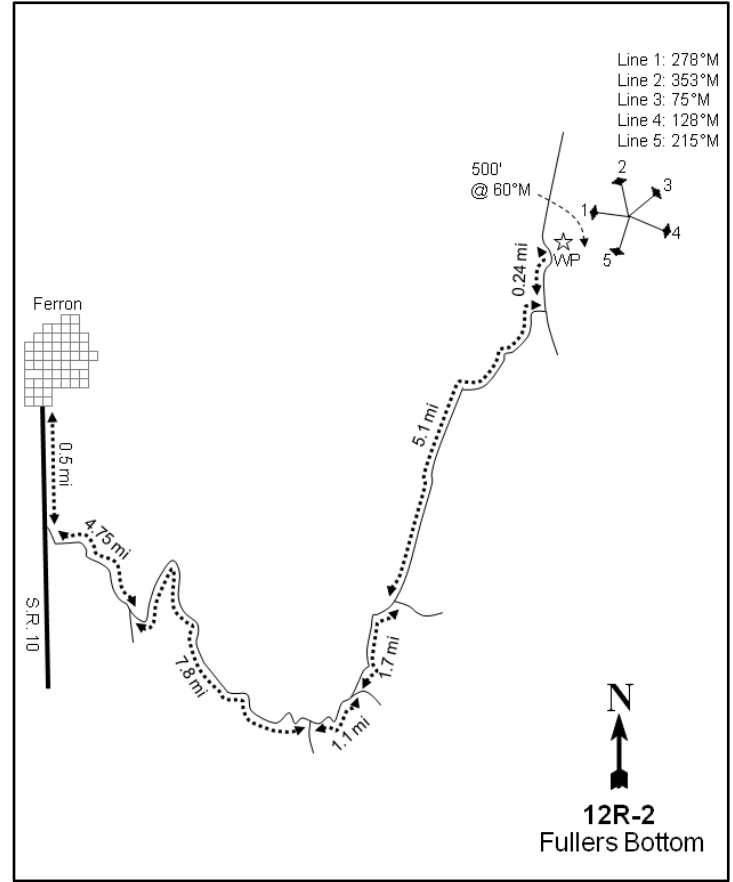 Line 1: 278°M
Line 2: 353°M
Line 3: 75°M
Line 4: 128°M
Line 5: 215°M
500'
@ 60°M
2
3
1
4
5
WP
0.24 mi
Ferron
5.1 mi
0.5 mi
4.75 mi
S.R. 10
7.8 mi
1.7 mi
1.1 mi
N
12R-2
Fullers Bottom